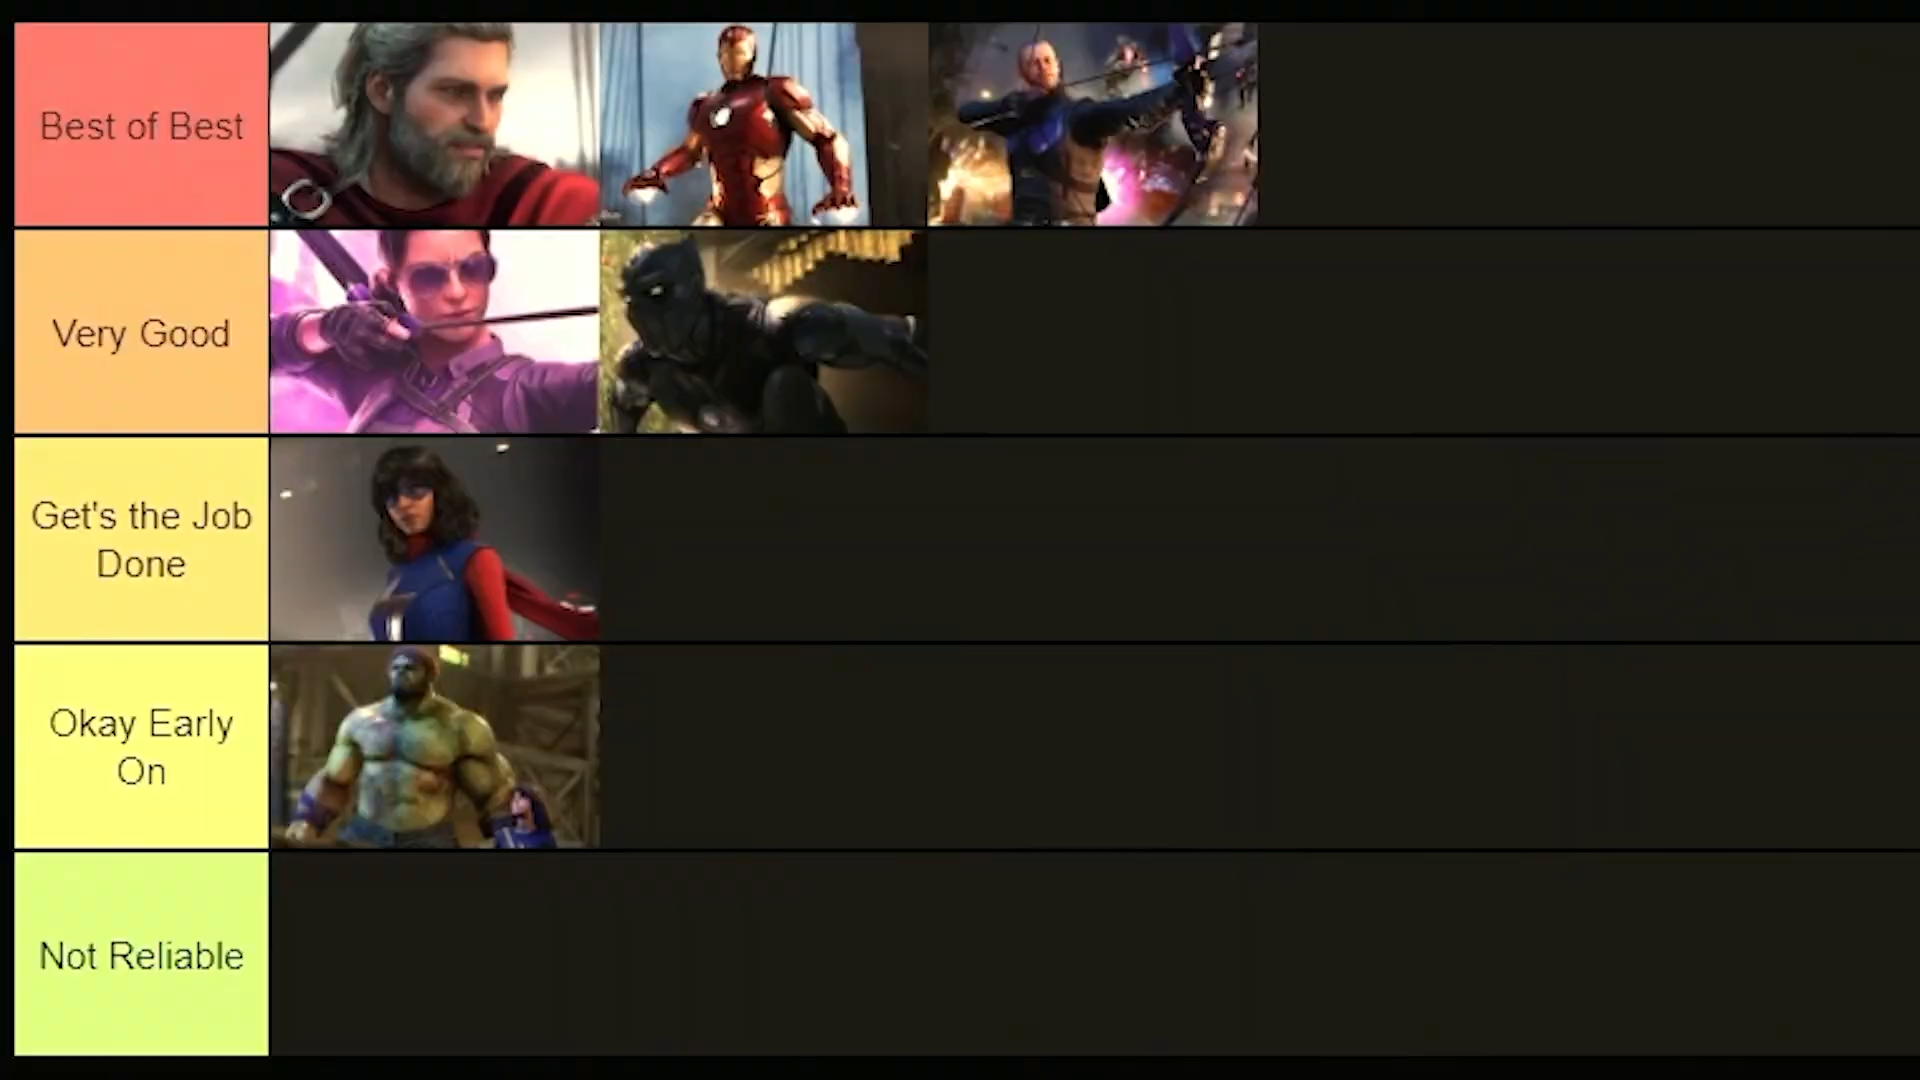 Best of Best
Very Good
Get's the Job
Done
Okay Early
On
Not Reliable